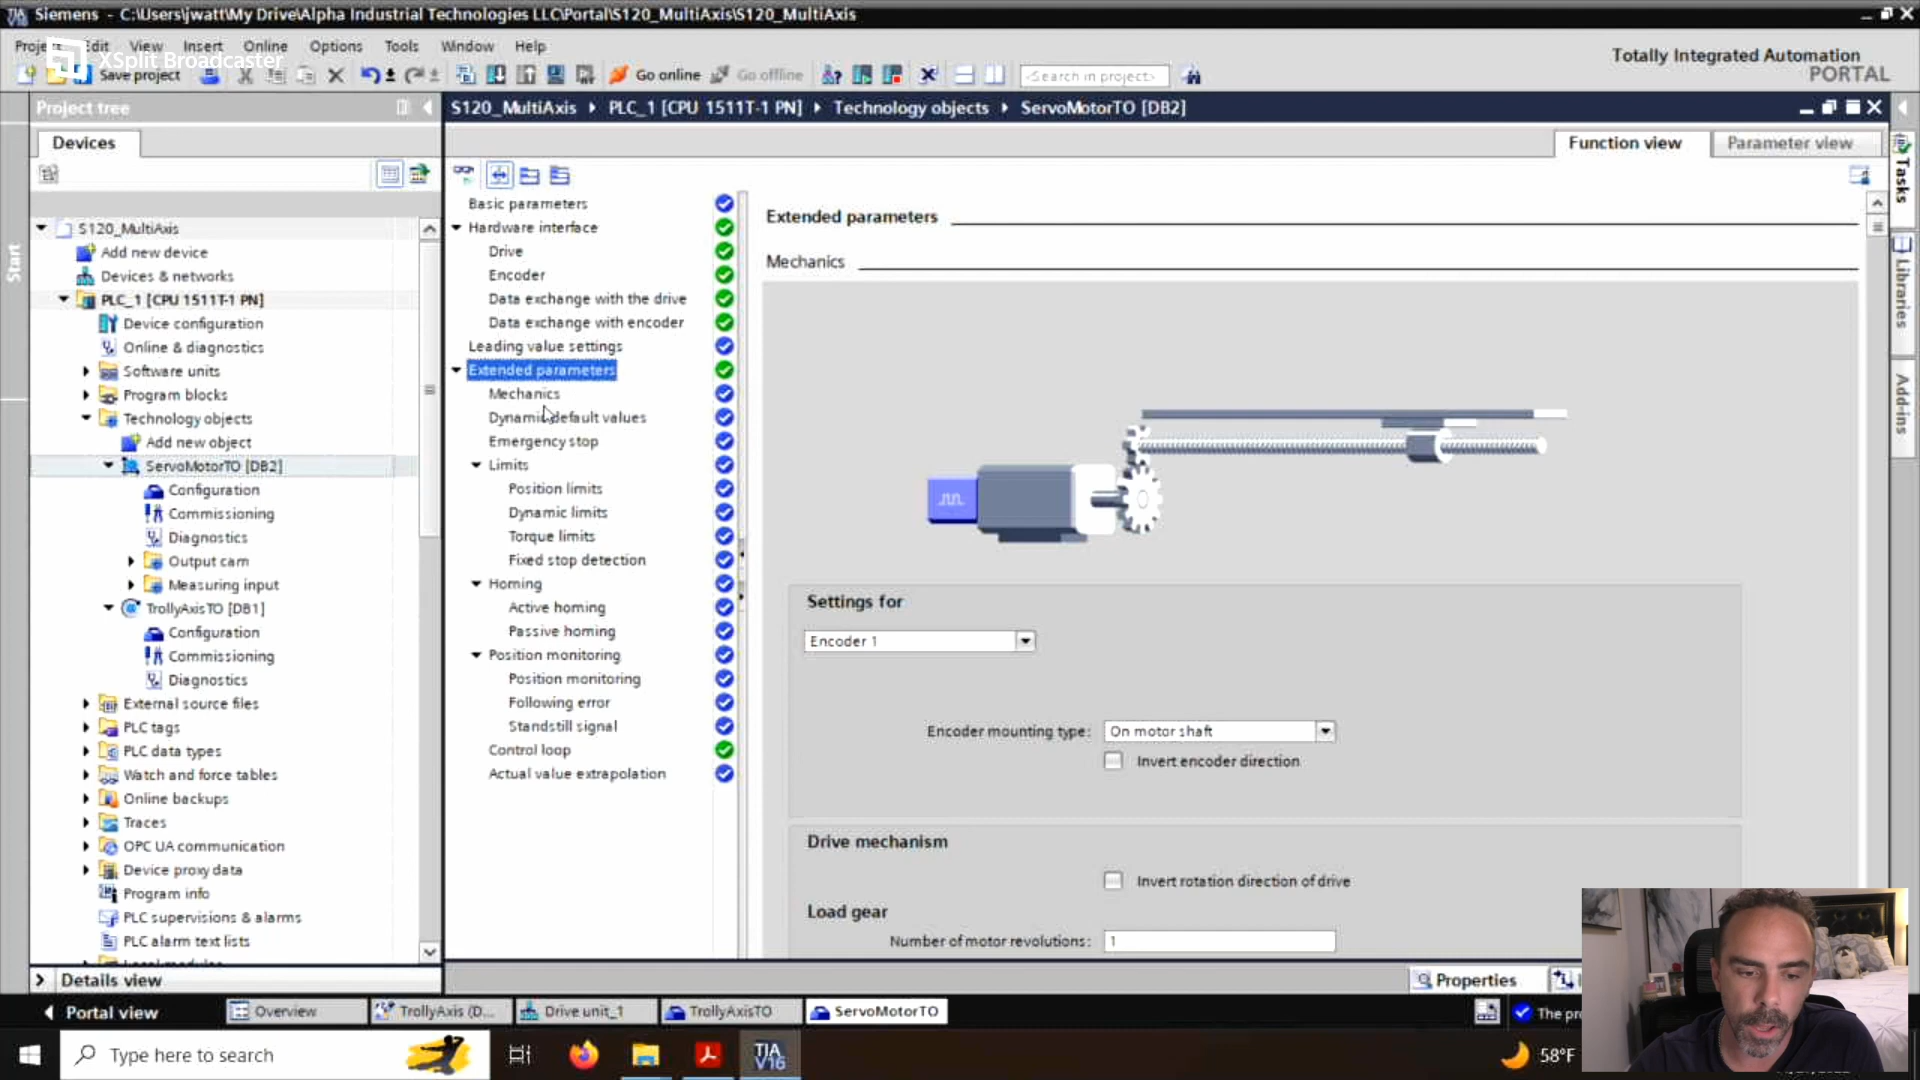 Siemens - C:\Users\jwatt\My Drive\Alpha Industrial Technologies LLC\Portal\S120_MultiAxis\S120_MultiAxis
Edit View Insert Online Options Tools Window Help
XSplit Broadcaster
Totally Integrated Automation
PORTAL
Save project
Go online
Go offline
<Search in project>
Project tree
S120_MultiAxis
PLC_1 [CPU 1511T-1 PN]
Technology objects
ServoMotorTO [DB2]
Devices
Function view
Parameter view
Start
S120_MultiAxis
Add new device
Devices & networks
PLC_1 [CPU 1511T-1 PN]
Device configuration
Online & diagnostics
Software units
Program blocks
Technology objects
Add new object
ServoMotorTO [DB2]
Configuration
Commissioning
Diagnostics
Output cam
Measuring input
TrollyAxisTO [DB1]
Configuration
Commissioning
Diagnostics
External source files
PLC tags
PLC data types
Watch and force tables
Online backups
Traces
OPC UA communication
Device proxy data
Program info
PLC supervisions & alarms
PLC alarm text lists
Details view
Basic parameters
Hardware interface
Drive
Encoder
Data exchange with the drive
Data exchange with encoder
Leading value settings
Extended parameters
Mechanics
Dynamic default values
Emergency stop
Limits
Position limits
Dynamic limits
Torque limits
Fixed stop detection
Homing
Active homing
Passive homing
Position monitoring
Position monitoring
Following error
Standstill signal
Control loop
Actual value extrapolation
Extended parameters
Mechanics
Settings for
Encoder 1
Encoder mounting type:
On motor shaft
Invert encoder direction
Drive mechanism
Invert rotation direction of drive
Load gear
Number of motor revolutions:
1
Tasks
Libraries
Add-ins
Properties
Portal view
Overview
TrollyAxis (D...
Drive unit_1
TrollyAxisTO
ServoMotorTO
Type here to search
TIA
V16
58°F